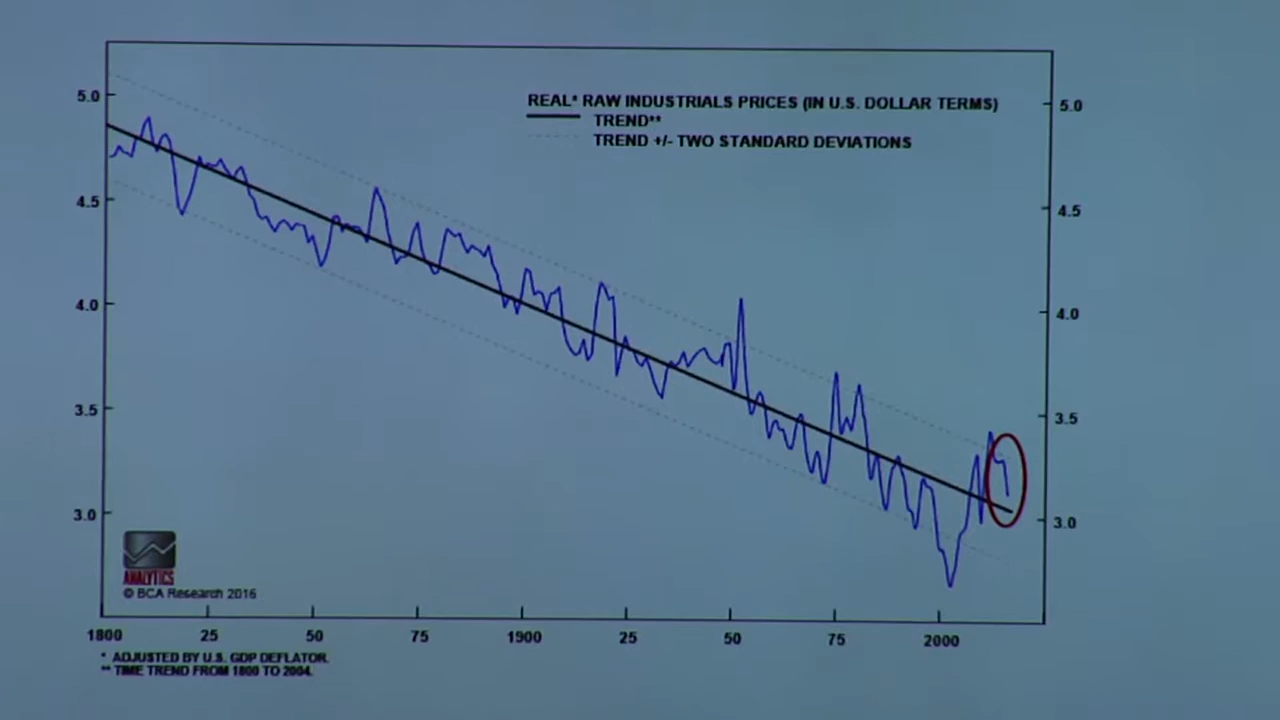 REAL* RAW INDUSTRIALS PRICES (IN U.S. DOLLAR TERMS)
TREND**
TREND +/- TWO STANDARD DEVIATIONS
5.0
4.5
4.0
3.5
3.0
5.0
4.5
4.0
3.5
3.0
ANALYTICS
© BCA Research 2016
1800 25 50 75 1900 25 50 75 2000
* ADJUSTED BY U.S. GDP DEFLATOR.
** TIME TREND FROM 1800 TO 2004.